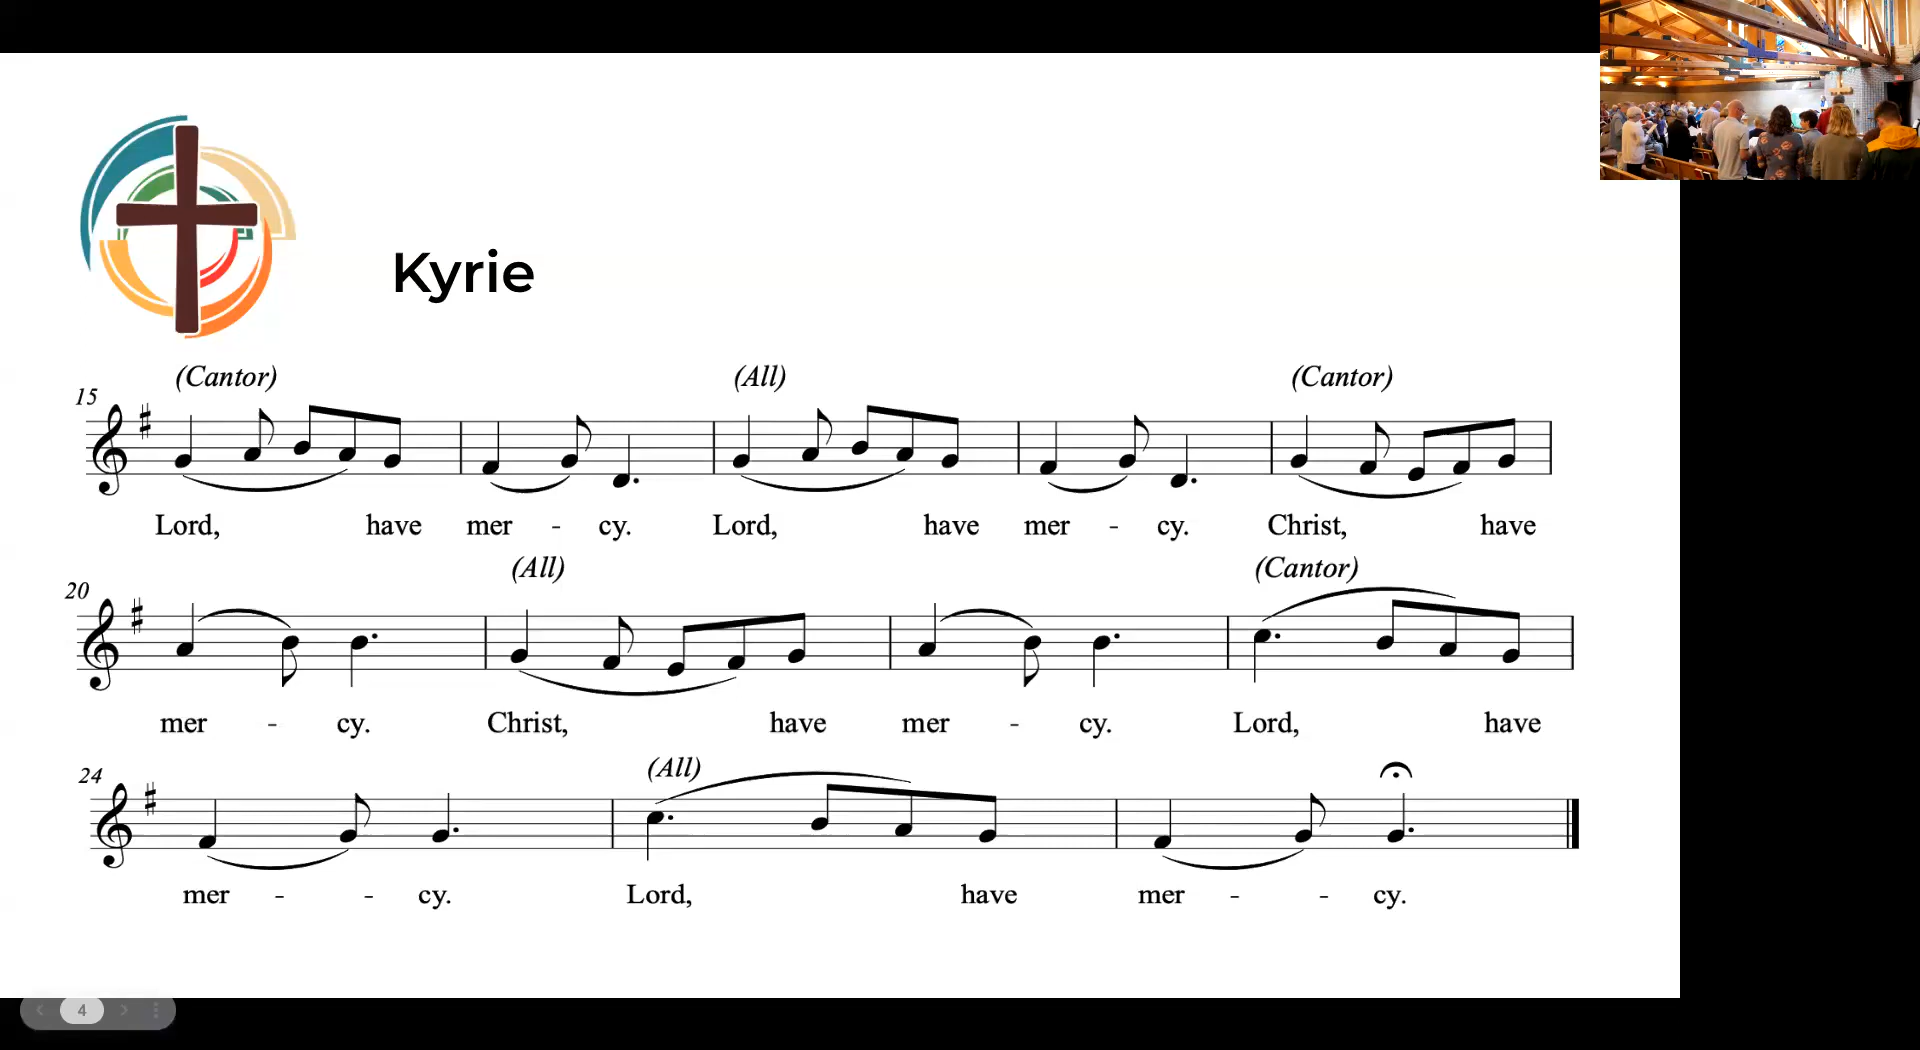 Kyrie
(Cantor) (All) (Cantor)
15
Lord, have mer - cy. Lord, have mer - cy. Christ, have
(All) (Cantor)
20
mer - cy. Christ, have mer - cy. Lord, have
(All)
24
mer - - cy. Lord, have mer - - cy.
4